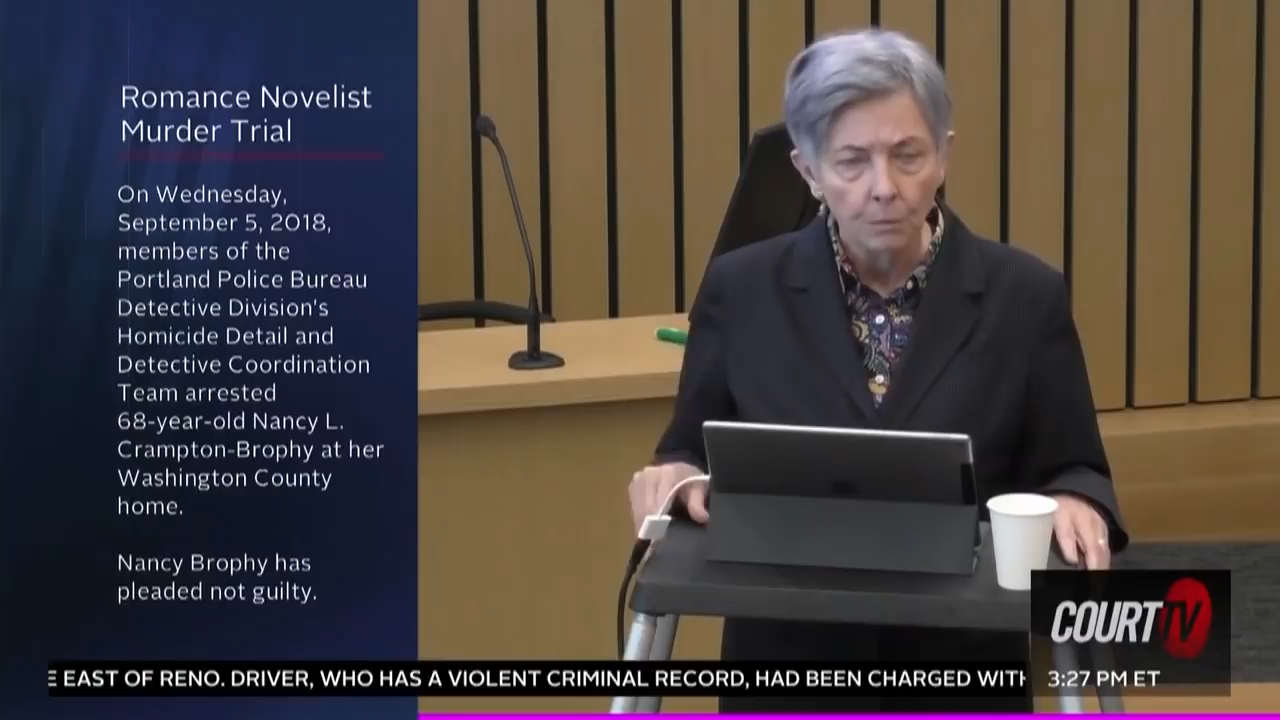 Romance Novelist
Murder Trial
On Wednesday,
September 5, 2018,
members of the
Portland Police Bureau
Detective Division's
Homicide Detail and
Detective Coordination
Team arrested
68-year-old Nancy L.
Crampton-Brophy at her
Washington County
home.
Nancy Brophy has
pleaded not guilty.
COURT TV
EAST OF RENO. DRIVER, WHO HAS A VIOLENT CRIMINAL RECORD, HAD BEEN CHARGED WITH
3:27 PM ET